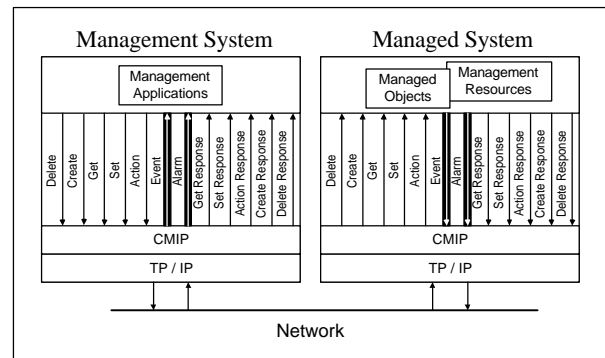 Management System
Management
Applications
Delete
Create
Get
Set
Action
Event
Alarm
Get Response
Set Response
Action Response
Create Response
Delete Response
CMIP
TP / IP
Managed System
Managed
Objects
Management
Resources
Delete
Create
Get
Set
Action
Event
Alarm
Get Response
Set Response
Action Response
Create Response
Delete Response
CMIP
TP / IP
Network